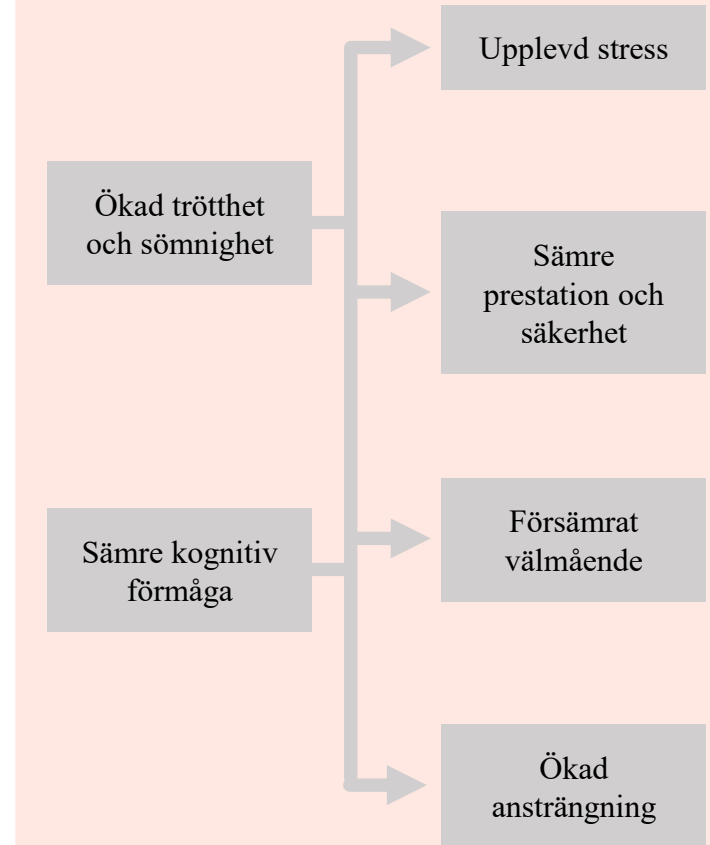 Upplevd stress
Ökad trötthet
och sömnighet
Sämre
prestation och
säkerhet
Sämre kognitiv
förmåga
Försämrat
välmående
Ökad
ansträngning